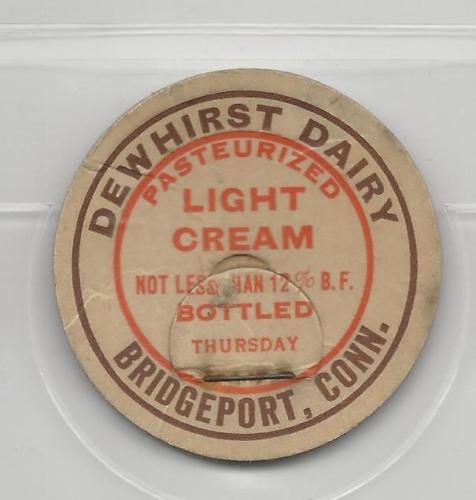 DEWHIRST DAIRY
PASTEURIZED
LIGHT
CREAM
NOT LESS THAN 12% B.F.
BOTTLED
THURSDAY
BRIDGEPORT, CONN.